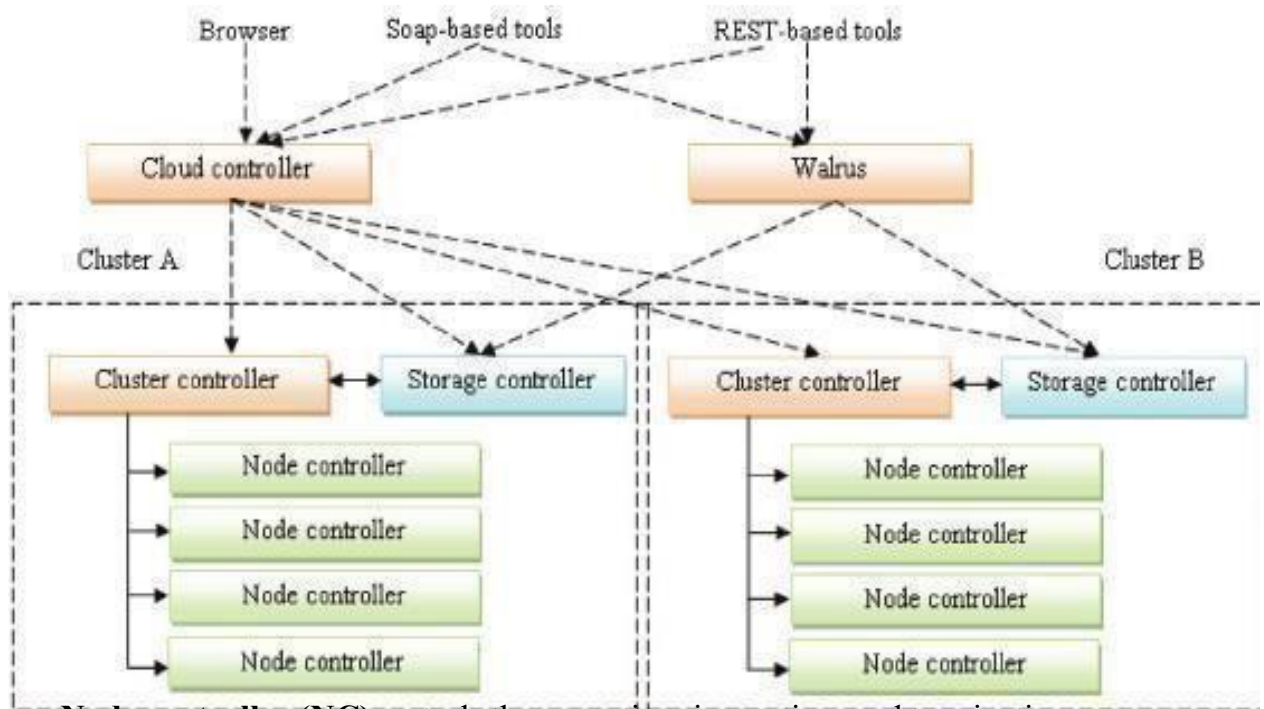 Browser
Soap-based tools
REST-based tools
Cloud controller
Walrus
Cluster A
Cluster B
Cluster controller
Storage controller
Cluster controller
Storage controller
Node controller
Node controller
Node controller
Node controller
Node controller
Node controller
Node controller
Node controller
(NC)